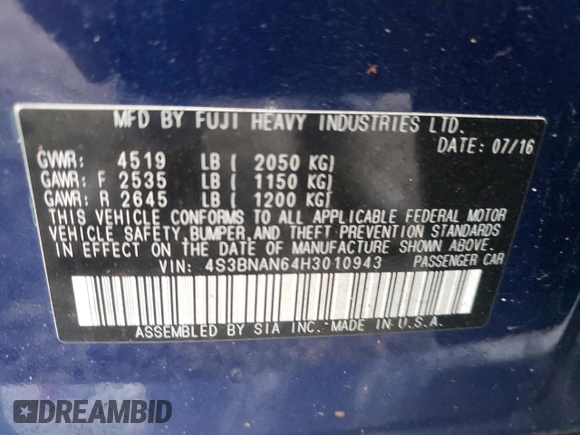 MFD BY FUJI HEAVY INDUSTRIES LTD.
DATE: 07/16
GVWR: 4519 LB ( 2050 KG)
GAWR: F 2535 LB ( 1150 KG)
GAWR: R 2645 LB ( 1200 KG)
THIS VEHICLE CONFORMS TO ALL APPLICABLE FEDERAL MOTOR
VEHICLE SAFETY, BUMPER, AND THEFT PREVENTION STANDARDS
IN EFFECT ON THE DATE OF MANUFACTURE SHOWN ABOVE.
VIN: 4S3BNAN64H3010943 PASSENGER CAR
ASSEMBLED BY SIA INC. MADE IN U.S.A.
DREAMBID